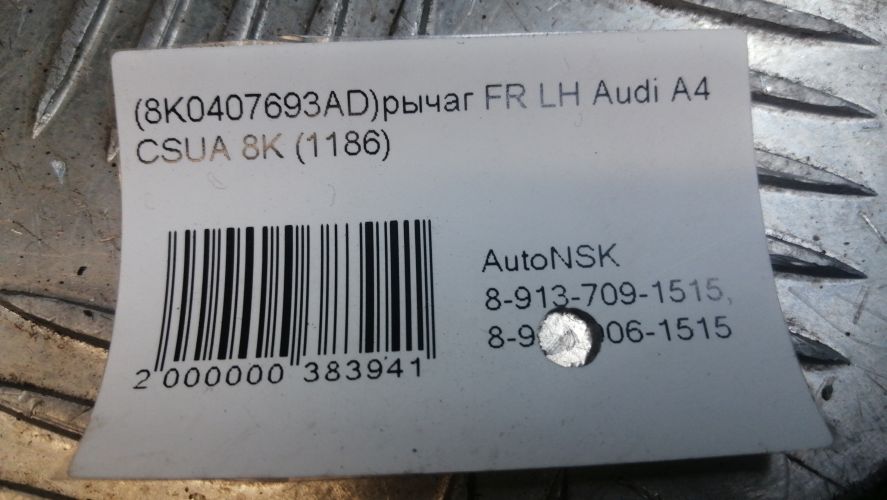 (8K0407693AD)рычаг FR LH Audi A4
CSUA 8K (1186)
AutoNSK
8-913-709-1515,
2 000000 383941